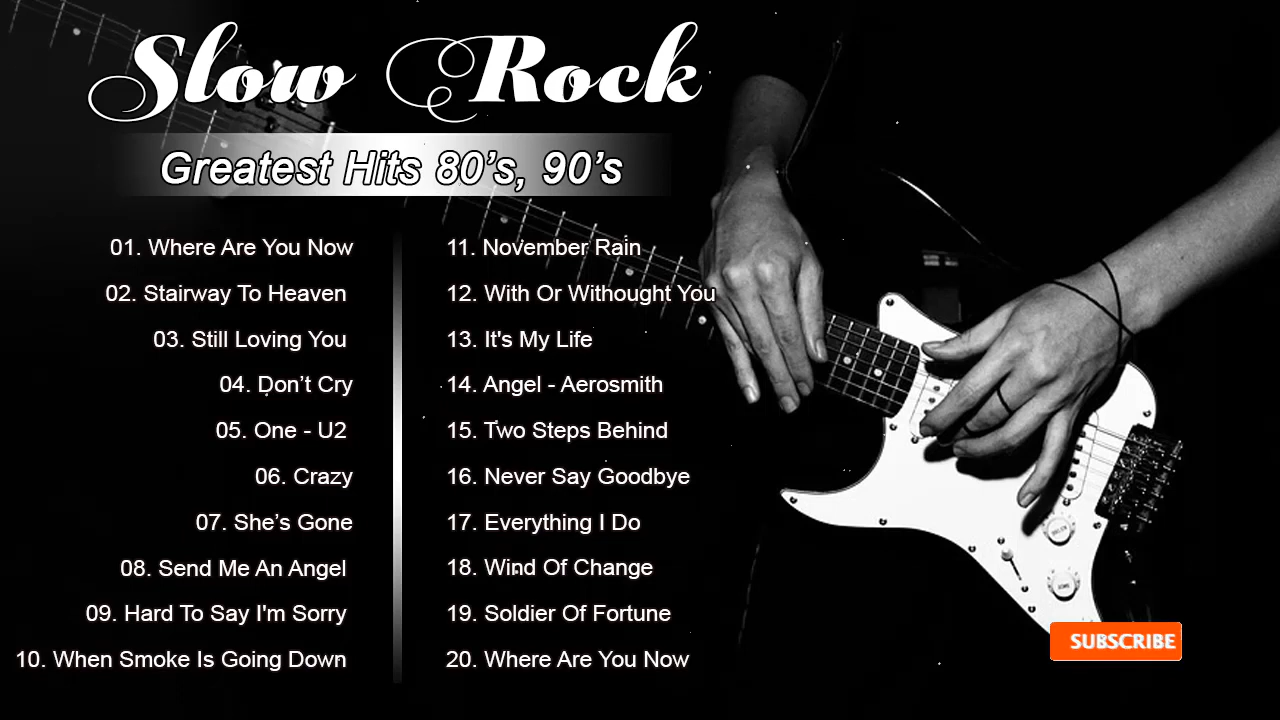 Slow Rock
Greatest Hits 80’s, 90’s
01. Where Are You Now
02. Stairway To Heaven
03. Still Loving You
04. Don’t Cry
05. One - U2
06. Crazy
07. She’s Gone
08. Send Me An Angel
09. Hard To Say I'm Sorry
10. When Smoke Is Going Down
11. November Rain
12. With Or Withought You
13. It's My Life
14. Angel - Aerosmith
15. Two Steps Behind
16. Never Say Goodbye
17. Everything I Do
18. Wind Of Change
19. Soldier Of Fortune
20. Where Are You Now
SUBSCRIBE